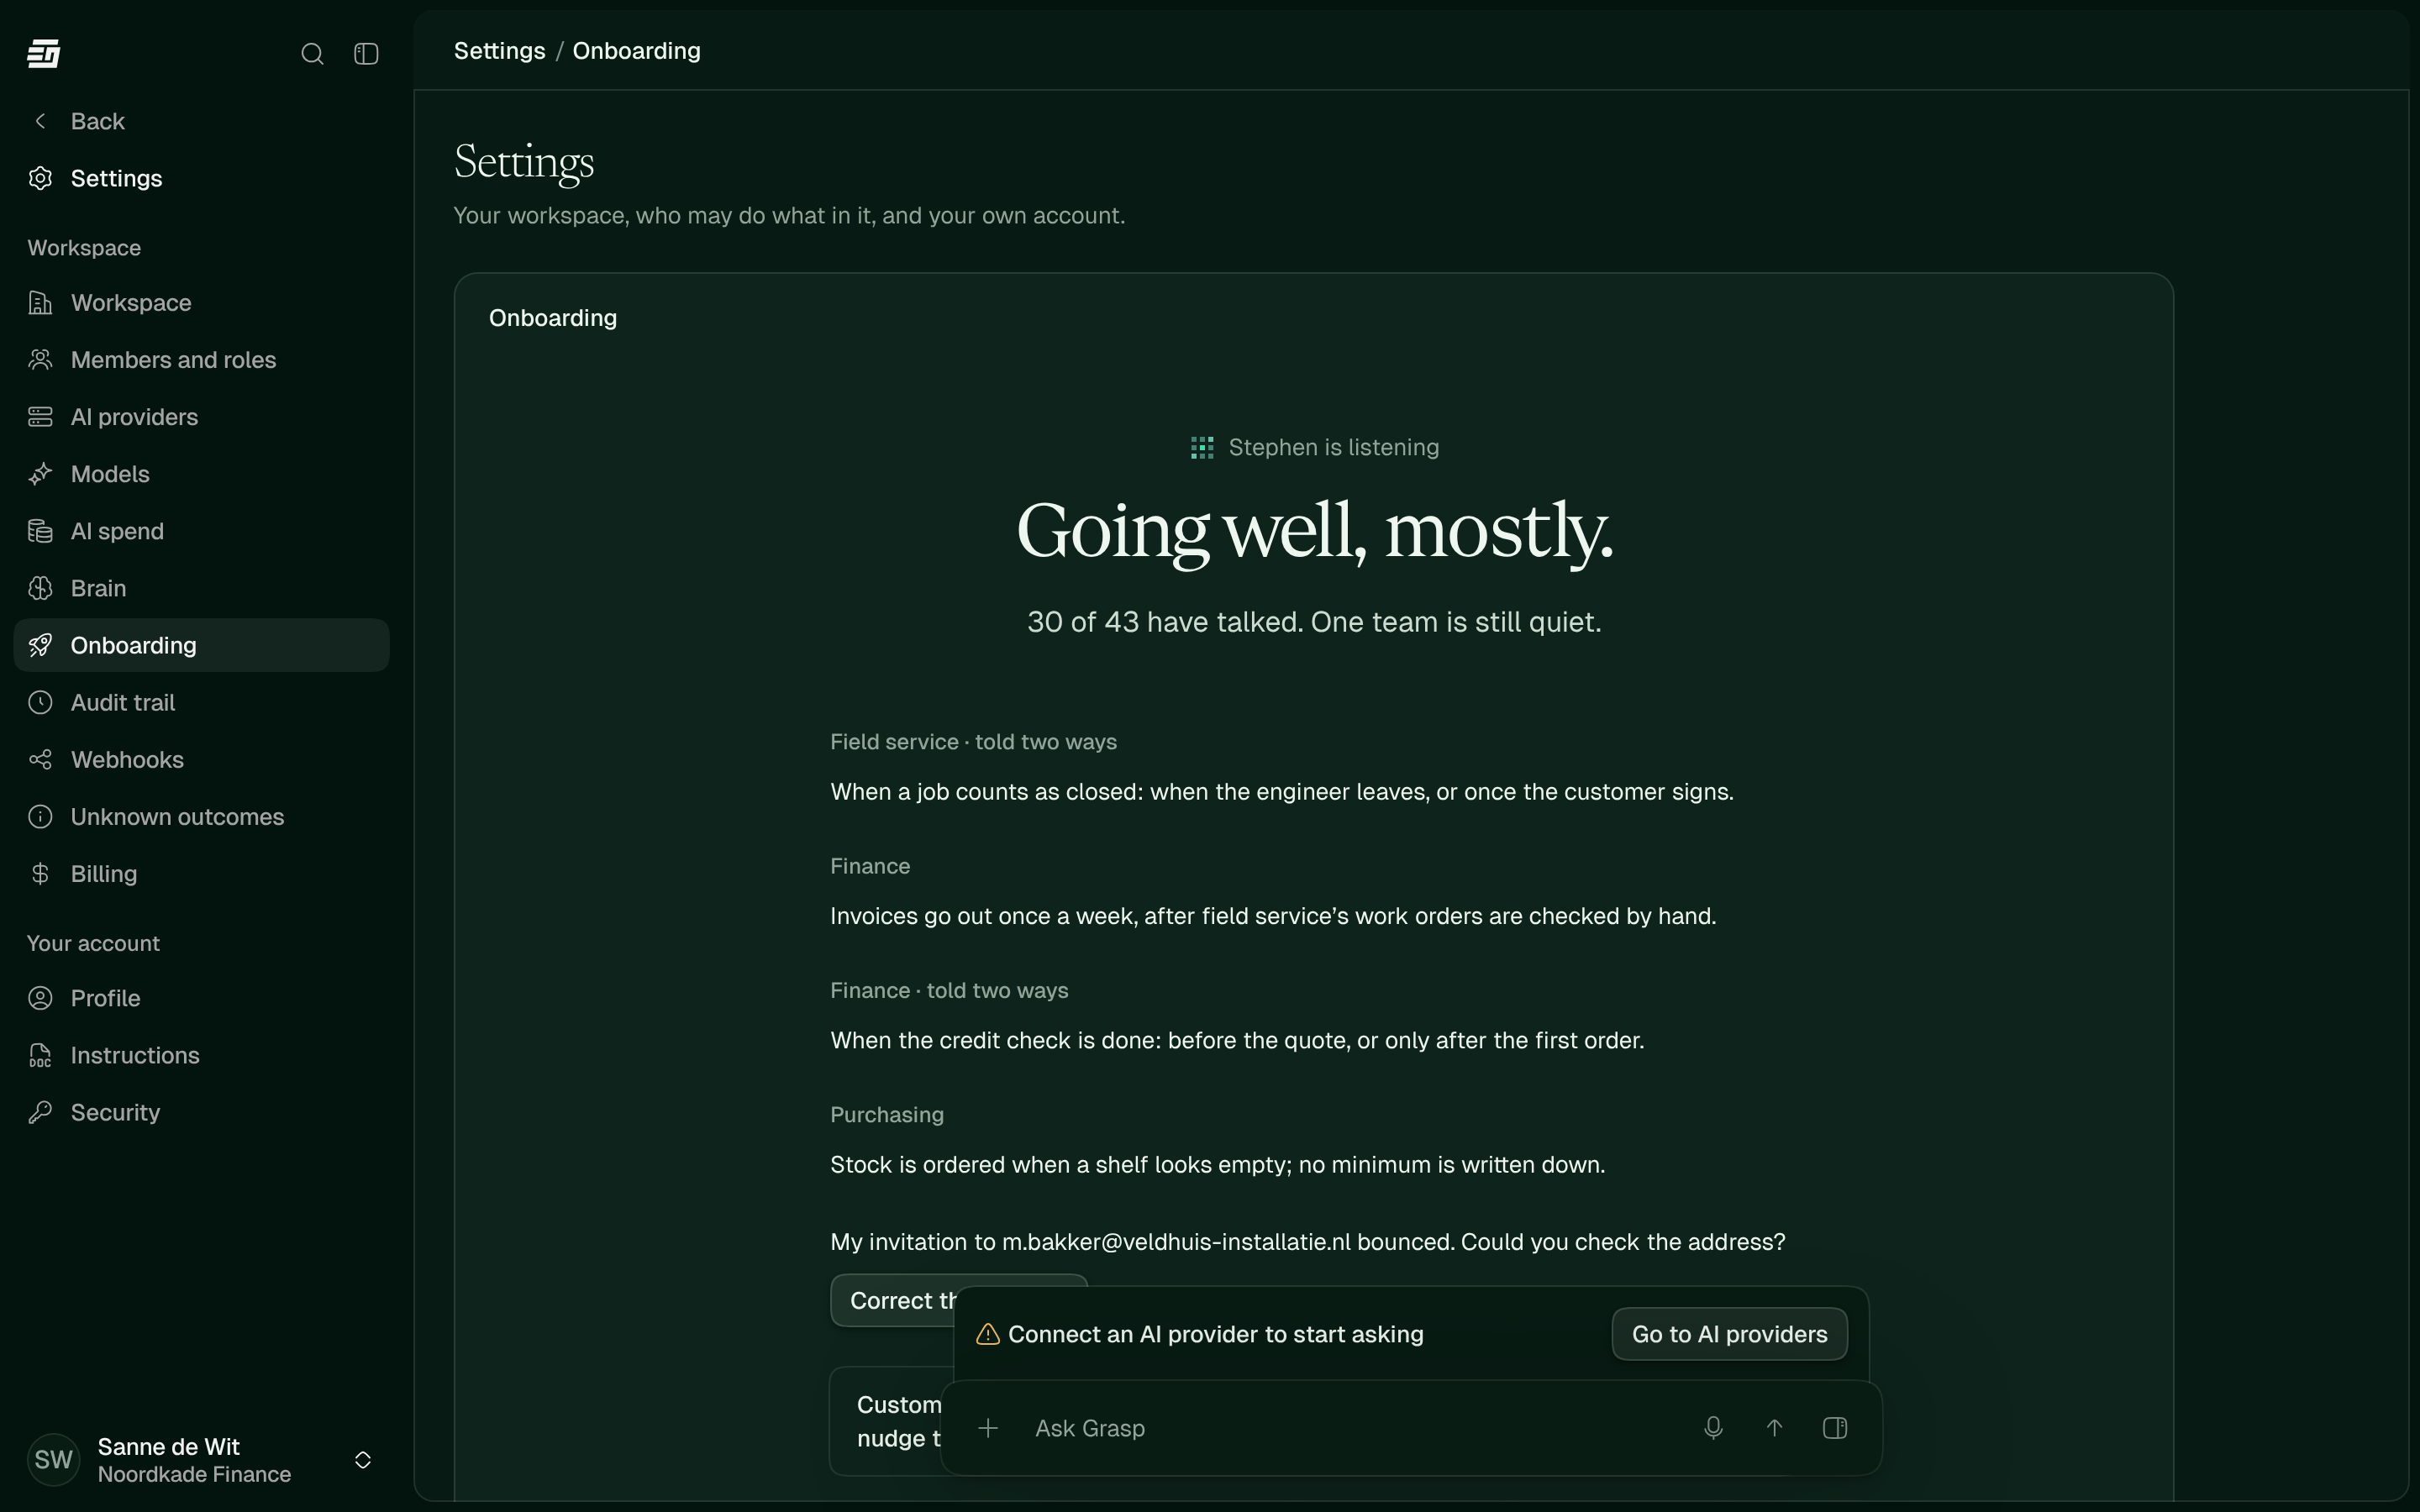 Back
Settings
Workspace
Workspace
Members and roles
AI providers
Models
AI spend
Brain
Onboarding
Audit trail
Webhooks
Unknown outcomes
Billing
Your account
Profile
Instructions
Security
SW
Sanne de Wit
Noordkade Finance
Settings / Onboarding
Settings
Your workspace, who may do what in it, and your own account.
Onboarding
Stephen is listening
Going well, mostly.
30 of 43 have talked. One team is still quiet.
Field service · told two ways
When a job counts as closed: when the engineer leaves, or once the customer signs.
Finance
Invoices go out once a week, after field service’s work orders are checked by hand.
Finance · told two ways
When the credit check is done: before the quote, or only after the first order.
Purchasing
Stock is ordered when a shelf looks empty; no minimum is written down.
My invitation to m.bakker@veldhuis-installatie.nl bounced. Could you check the address?
Correct
Connect an AI provider to start asking
Go to AI providers
Custom
nudge
Ask Grasp